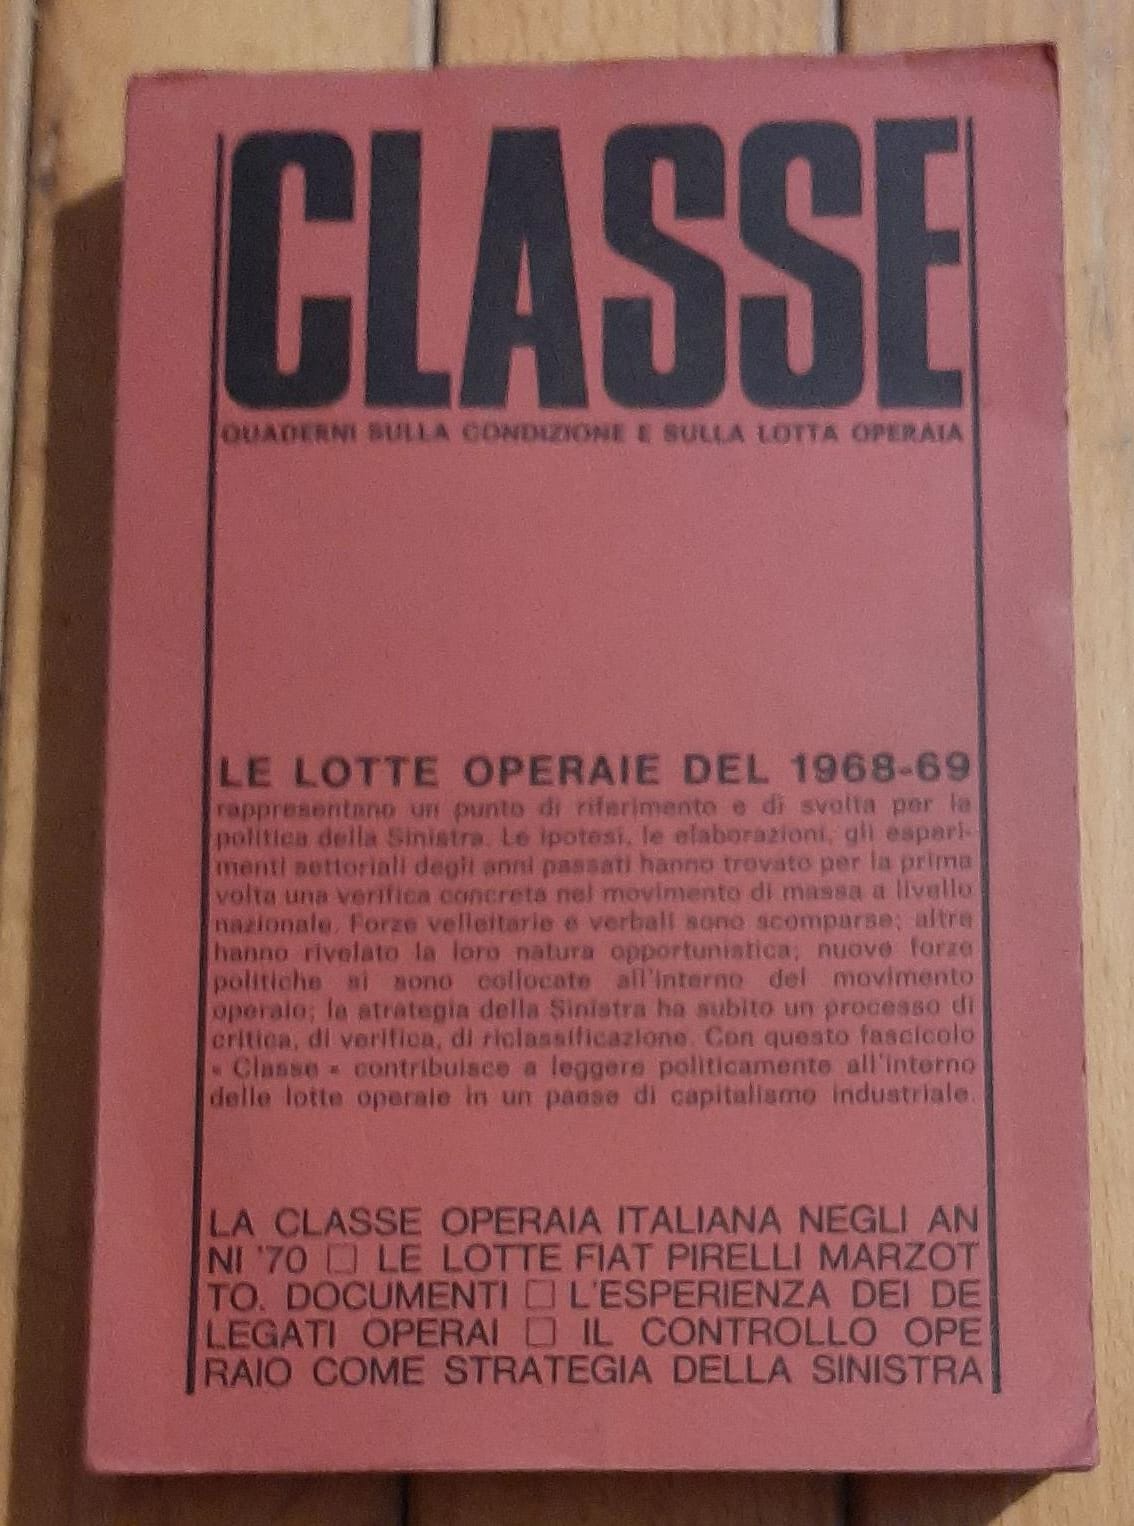 CLASSE
QUADERNI SULLA CONDIZIONE E SULLA LOTTA OPERAIA
LE LOTTE OPERAIE DEL 1968-69
rappresentano un punto di riferimento e di svolta per la
politica della Sinistra. Le ipotesi, le elaborazioni, gli esperi-
menti settoriali degli anni passati hanno trovato per la prima
volta una verifica concreta nel movimento di massa a livello
nazionale. Forze velleitarie e verbali sono scomparse; altre
hanno rivelato la loro natura opportunistica; nuove forze
politiche si sono collocate all'interno del movimento
operaio; la strategia della Sinistra ha subito un processo di
critica, di verifica, di riclassificazione. Con questo fascicolo
« Classe » contribuisce a leggere politicamente all'interno
delle lotte operaie in un paese di capitalismo industriale.
LA CLASSE OPERAIA ITALIANA NEGLI AN
NI '70 □ LE LOTTE FIAT PIRELLI MARZOT
TO. DOCUMENTI □ L'ESPERIENZA DEI DE
LEGATI OPERAI □ IL CONTROLLO OPE
RAIO COME STRATEGIA DELLA SINISTRA